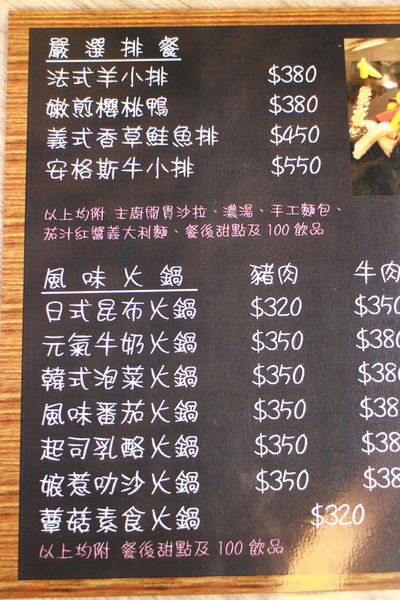 嚴選排餐
法式羊小排 $380
嫩煎櫻桃鴨 $380
義式香草鮭魚排 $450
安格斯牛小排 $550
以上均附 主廚開胃沙拉、濃湯、手工麵包、
茄汁紅醬義大利麵、餐後甜點及100飲品
風味火鍋 豬肉 牛肉
日式昆布火鍋 $320 $350
元氣牛奶火鍋 $350 $380
韓式泡菜火鍋 $350 $380
風味番茄火鍋 $350 $38
起司乳酪火鍋 $350 $38
娘惹叻沙火鍋 $350 $38
蕈菇素食火鍋 $320
以上均附 餐後甜點及100飲品